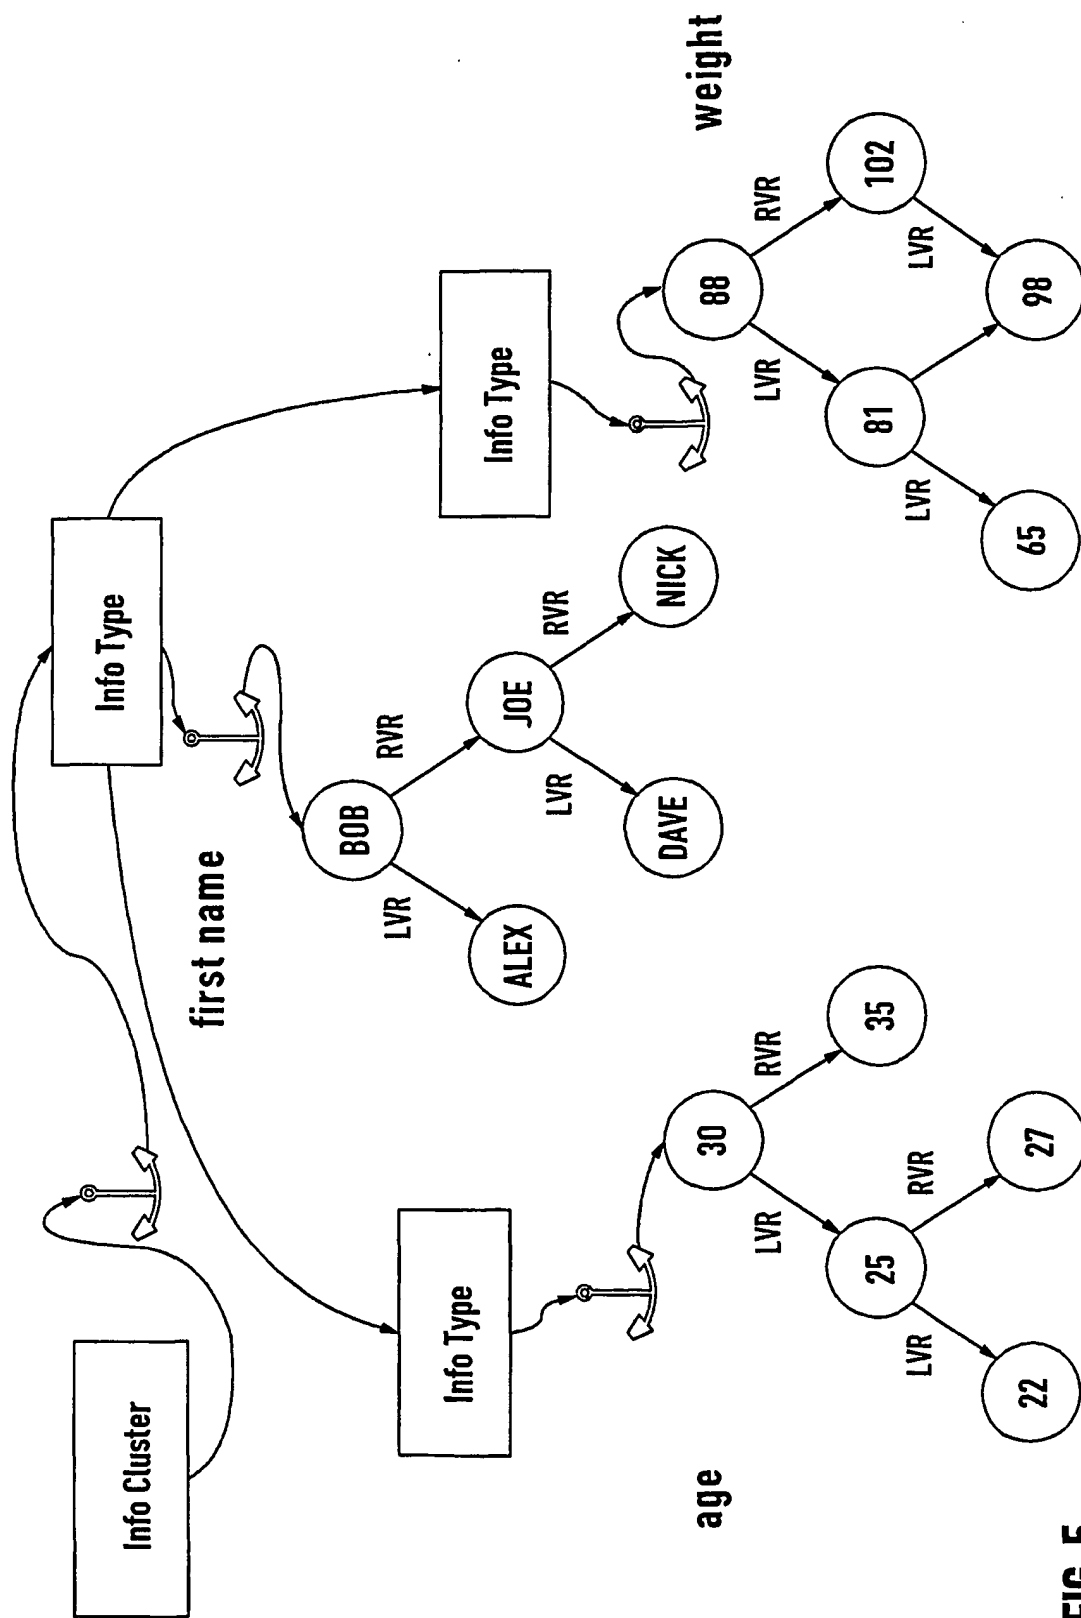 Info Cluster
Info Type
first name
BOB
LVR
RVR
ALEX
JOE
LVR
RVR
DAVE
NICK
Info Type
age
30
LVR
RVR
25
35
LVR
RVR
22
27
Info Type
weight
88
LVR
RVR
81
102
LVR
LVR
65
98
FIG. 5